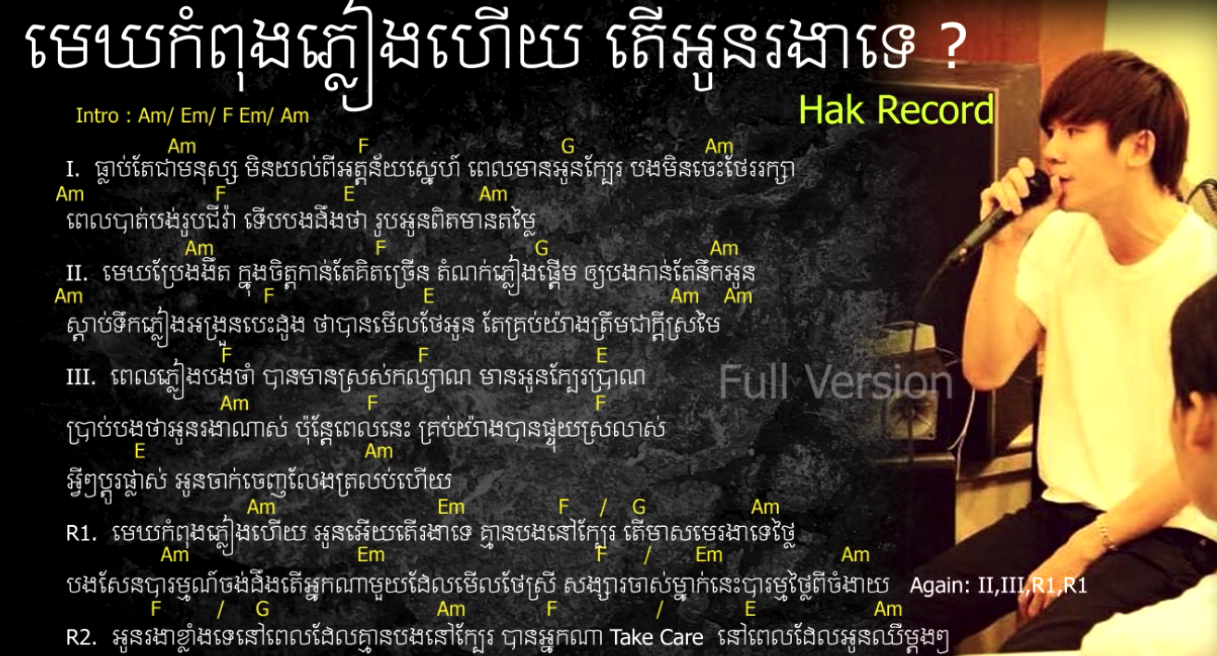 មេឃកំពុងភ្លៀងហើយ តើអូនរងាទេ ?
Hak Record
Intro : Am/ Em/ F Em/ Am
Am F G Am
I. ធ្លាប់តែជាមនុស្ស មិនយល់ពីអត្តន័យស្នេហ៍ ពេលមានអូនក្បែរ បងមិនចេះថែររក្សា
Am F E Am
ពេលបាត់បង់រូបជីវ៉ា ទើបបងដឹងថា រូបអូនពិតមានតម្លៃ
Am F G Am
II. មេឃប្រែងងឹត ក្នុងចិត្តកាន់តែគិតច្រើន តំណក់ភ្លៀងផ្តើម ឲ្យបងកាន់តែនឹកអូន
Am F E Am Am
ស្តាប់ទឹកភ្លៀងអង្រួនបេះដូង ថាបានមើលថែអូន តែគ្រប់យ៉ាងត្រឹមជាក្តីស្រមៃ
F F E
III. ពេលភ្លៀងបងចាំ បានមានស្រស់កល្យាណ មានអូនក្បែរប្រាណ
Full Version
Am F F
ប្រាប់បងថាអូនរងាណាស់ ប៉ុន្តែពេលនេះ គ្រប់យ៉ាងបានផ្ទុយស្រលាស់
E Am
អ្វីៗប្តូរផ្លាស់ អូនចាក់ចេញលែងត្រលប់ហើយ
Am Em F / G Am
R1. មេឃកំពុងភ្លៀងហើយ អូនអើយតើរងាទេ គ្មានបងនៅក្បែរ តើមាសមេរងាទេថ្លៃ
Am Em F / Em Am
បងសែនបារម្មណ៍ចង់ដឹងតើអ្នកណាមួយដែលមើលថែស្រី សង្សារចាស់ម្នាក់នេះបារម្មថ្លៃពីចំងាយ Again: II,III,R1,R1
F / G Am F / E Am
R2. អូនរងាខ្លាំងទេនៅពេលដែលគ្មានបងនៅក្បែរ បានអ្នកណា Take Care នៅពេលដែលអូនឈឺម្តងៗ